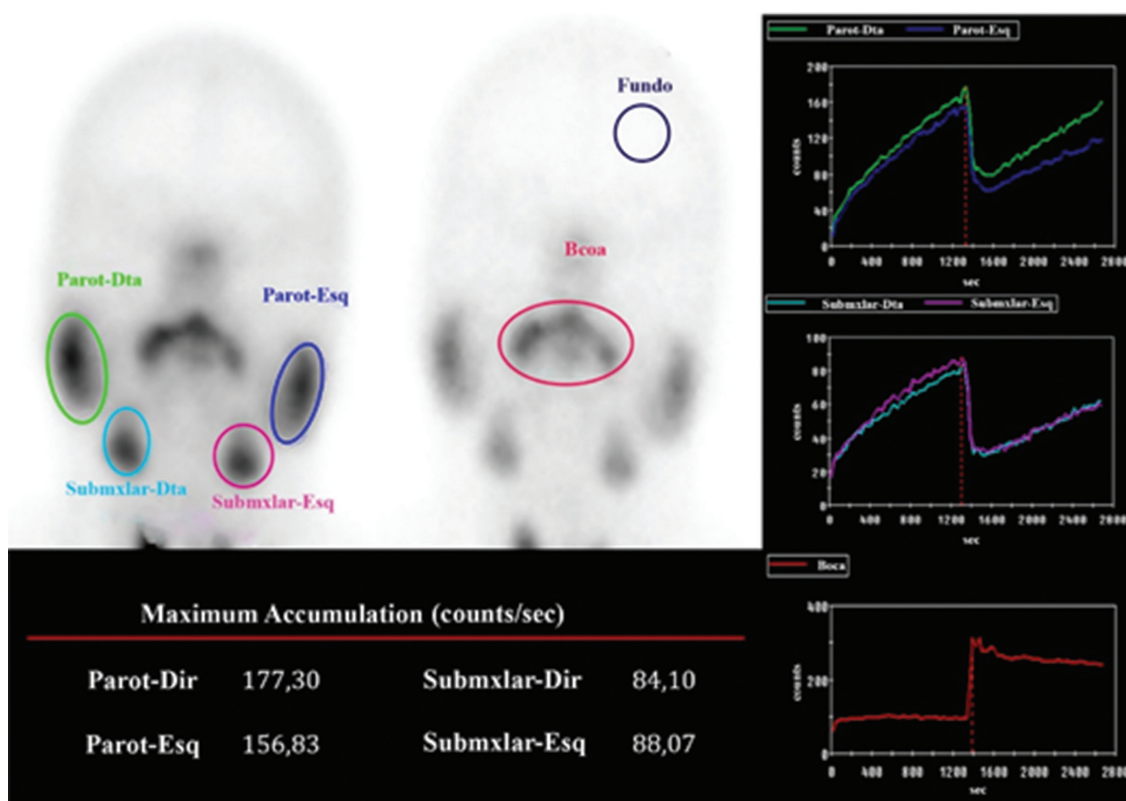 Fundo
Bcoa
Parot-Dta
Parot-Esq
Submxlar-Dta
Submxlar-Esq
Parot-Dta Parot-Esq
200
160
120
80
40
0
counts
0 400 800 1200 1600 2000 2400 2800
sec
Submxlar-Dta Submxlar-Esq
100
80
60
40
20
0
counts
0 400 800 1200 1600 2000 2400 2800
sec
Boca
400
200
0
counts
0 400 800 1200 1600 2000 2400 2800
sec
Maximum Accumulation (counts/sec)
Parot-Dir 177,30 Submxlar-Dir 84,10
Parot-Esq 156,83 Submxlar-Esq 88,07